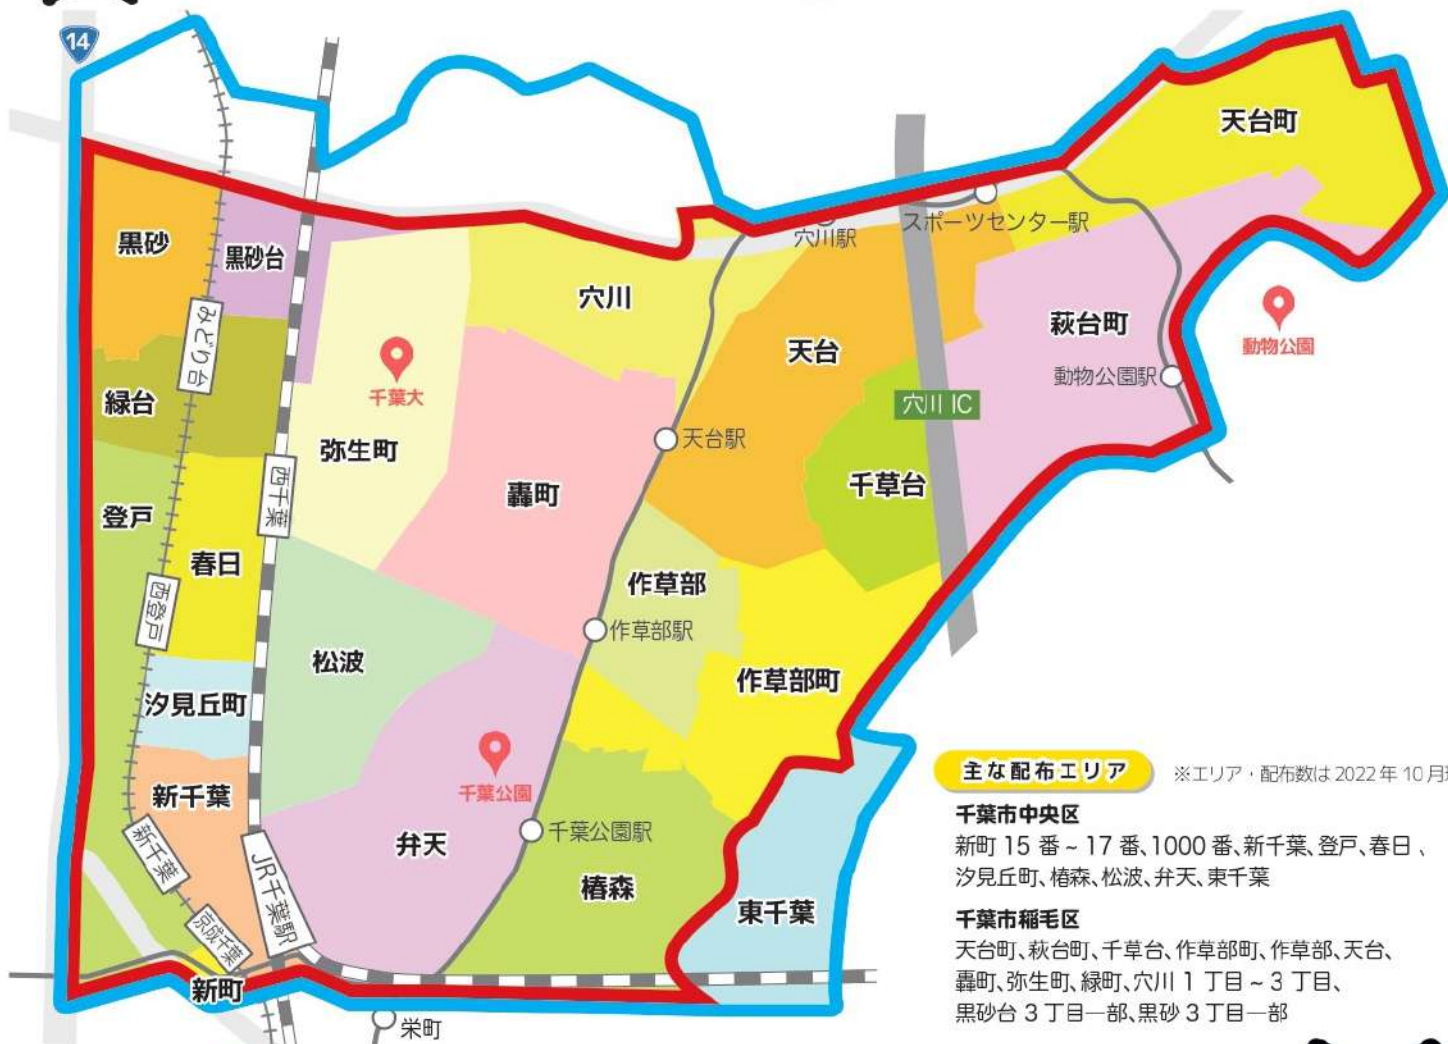 14
天台町
スポーツセンター駅
穴川駅
黒砂
黒砂台
穴川
みどり台
萩台町
天台
動物公園
千葉大
動物公園駅
緑台
穴川 IC
天台駅
弥生町
西千葉
轟町
千草台
登戸
春日
作草部
西登戸
作草部駅
松波
作草部町
汐見丘町
新千葉
千葉公園
千葉公園駅
弁天
新千葉
JR千葉駅
椿森
東千葉
京成千葉
新町
栄町
主な配布エリア
※エリア・配布数は 2022 年 10 月
千葉市中央区
新町 15 番 ~ 17 番、1000 番、新千葉、登戸、春日 、
汐見丘町、椿森、松波、弁天、東千葉
千葉市稲毛区
天台町、萩台町、千草台、作草部町、作草部、天台、
轟町、弥生町、緑町、穴川 1 丁目 ~ 3 丁目、
黒砂台 3 丁目一部、黒砂 3 丁目一部